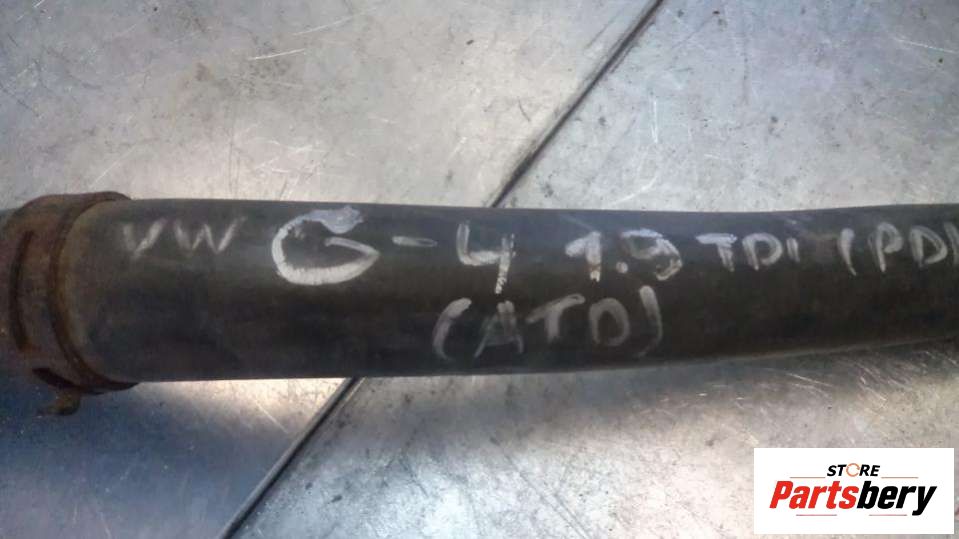 VW G-4 1.9 TDI (PD)
(ATD)
STORE
Partsbery